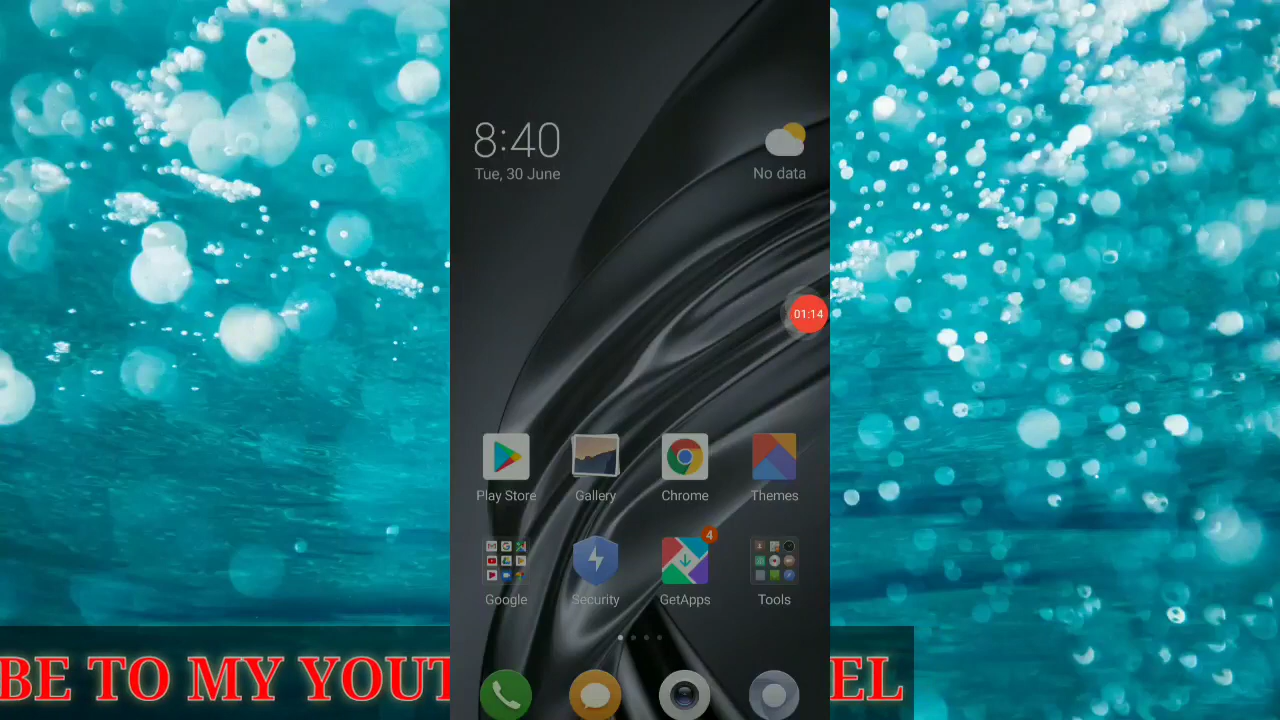 8:40
Tue, 30 June
No data
01:14
Play Store Gallery Chrome Themes
4
Google Security GetApps Tools
BE TO MY YOUT EL